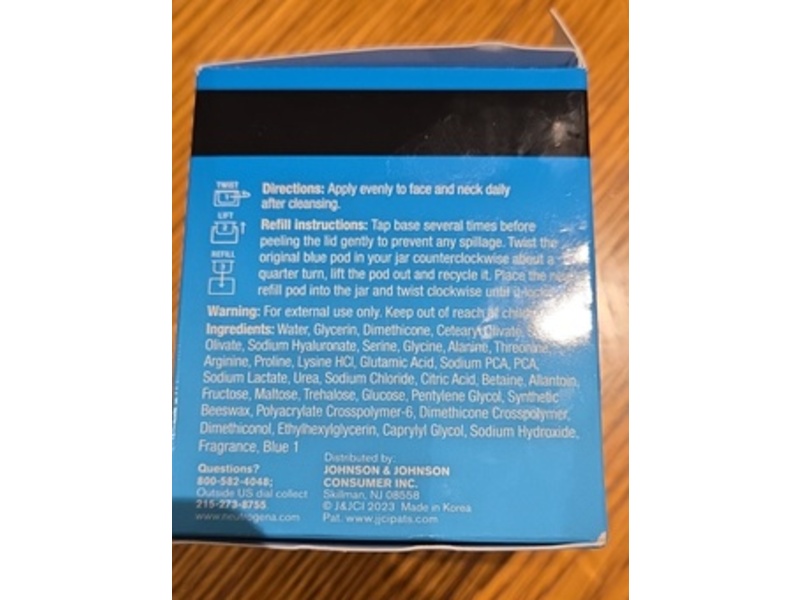 TWIST
LIFT
REFILL
Directions: Apply evenly to face and neck daily
after cleansing.
Refill instructions: Tap base several times before
peeling the lid gently to prevent any spillage. Twist the
original blue pod in your jar counterclockwise about a
quarter turn, lift the pod out and recycle it. Place the
refill pod into the jar and twist clockwise until
Warning: For external use only. Keep out of reach of
Ingredients: Water, Glycerin, Dimethicone, Cetearyl Olivate,
Olivate, Sodium Hyaluronate, Serine, Glycine, Alanine, Threonine,
Arginine, Proline, Lysine HCl, Glutamic Acid, Sodium PCA, PCA,
Sodium Lactate, Urea, Sodium Chloride, Citric Acid, Betaine, Allantoin,
Fructose, Maltose, Trehalose, Glucose, Pentylene Glycol, Synthetic
Beeswax, Polyacrylate Crosspolymer-6, Dimethicone Crosspolymer,
Dimethiconol, Ethylhexylglycerin, Caprylyl Glycol, Sodium Hydroxide,
Fragrance, Blue 1
Questions?
800-582-4048;
Outside US dial collect
215-273-8755
www.neutrogena.com
Distributed by:
JOHNSON & JOHNSON
CONSUMER INC.
Skillman, NJ 08558
© J&JCI 2023 Made in Korea
Pat. www.jjcipats.com